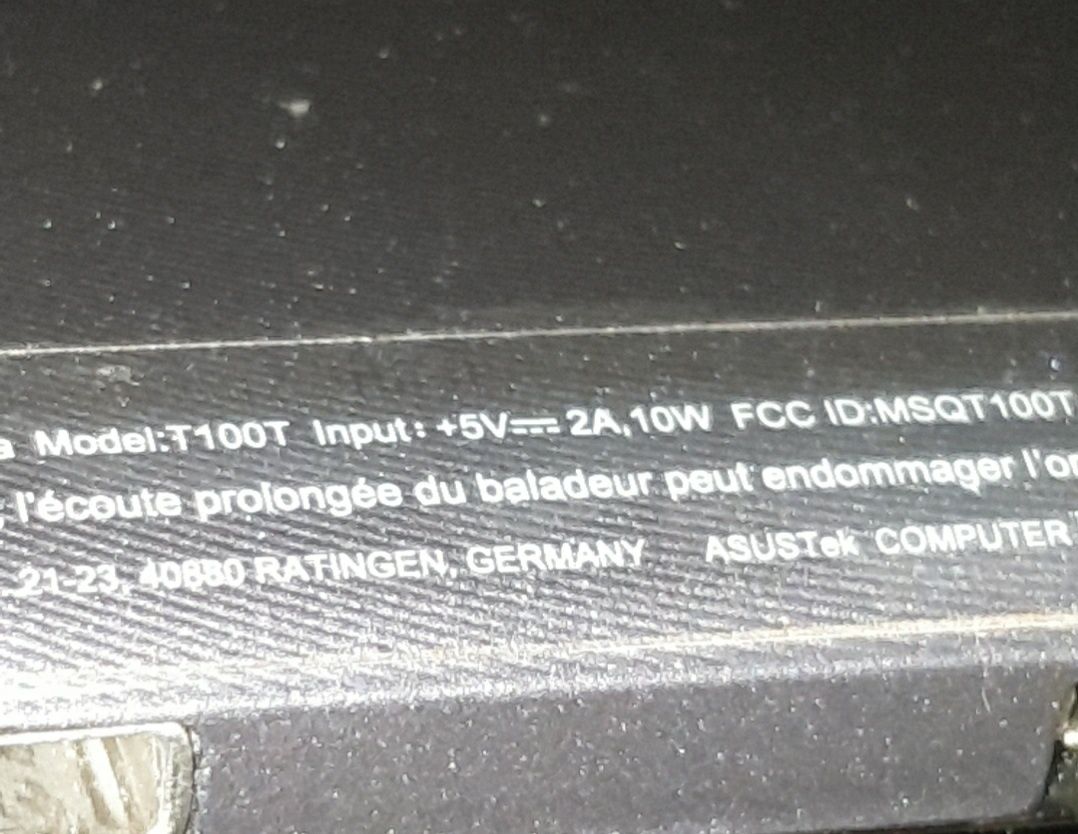 a Model:T100T Input: +5V⎓2A,10W FCC ID:MSQT100T
l'écoute prolongée du baladeur peut endommager l'or
21-23, 40880 RATINGEN, GERMANY ASUSTek COMPUTER